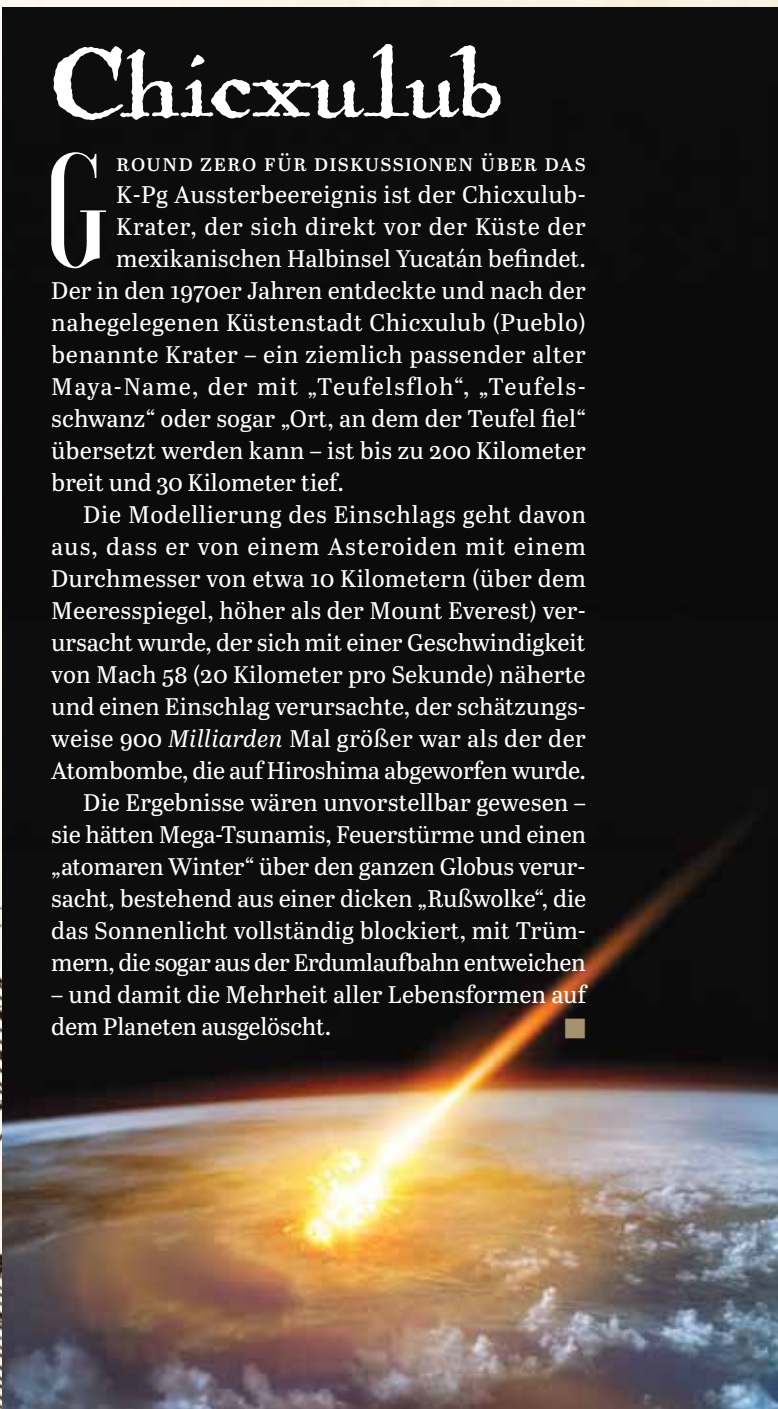 Chicxulub
GROUND ZERO FÜR DISKUSSIONEN ÜBER DAS
K-Pg Aussterbeereignis ist der Chicxulub-
Krater, der sich direkt vor der Küste der
mexikanischen Halbinsel Yucatán befindet.
Der in den 1970er Jahren entdeckte und nach der
nahegelegenen Küstenstadt Chicxulub (Pueblo)
benannte Krater – ein ziemlich passender alter
Maya-Name, der mit „Teufelsfloh“, „Teufels-
schwanz“ oder sogar „Ort, an dem der Teufel fiel“
übersetzt werden kann – ist bis zu 200 Kilometer
breit und 30 Kilometer tief.
Die Modellierung des Einschlags geht davon
aus, dass er von einem Asteroiden mit einem
Durchmesser von etwa 10 Kilometern (über dem
Meeresspiegel, höher als der Mount Everest) ver-
ursacht wurde, der sich mit einer Geschwindigkeit
von Mach 58 (20 Kilometer pro Sekunde) näherte
und einen Einschlag verursachte, der schätzungs-
weise 900 Milliarden Mal größer war als der der
Atombombe, die auf Hiroshima abgeworfen wurde.
Die Ergebnisse wären unvorstellbar gewesen –
sie hätten Mega-Tsunamis, Feuerstürme und einen
„atomaren Winter“ über den ganzen Globus verur-
sacht, bestehend aus einer dicken „Rußwolke“, die
das Sonnenlicht vollständig blockiert, mit Trüm-
mern, die sogar aus der Erdumlaufbahn entweichen
– und damit die Mehrheit aller Lebensformen auf
dem Planeten ausgelöscht.